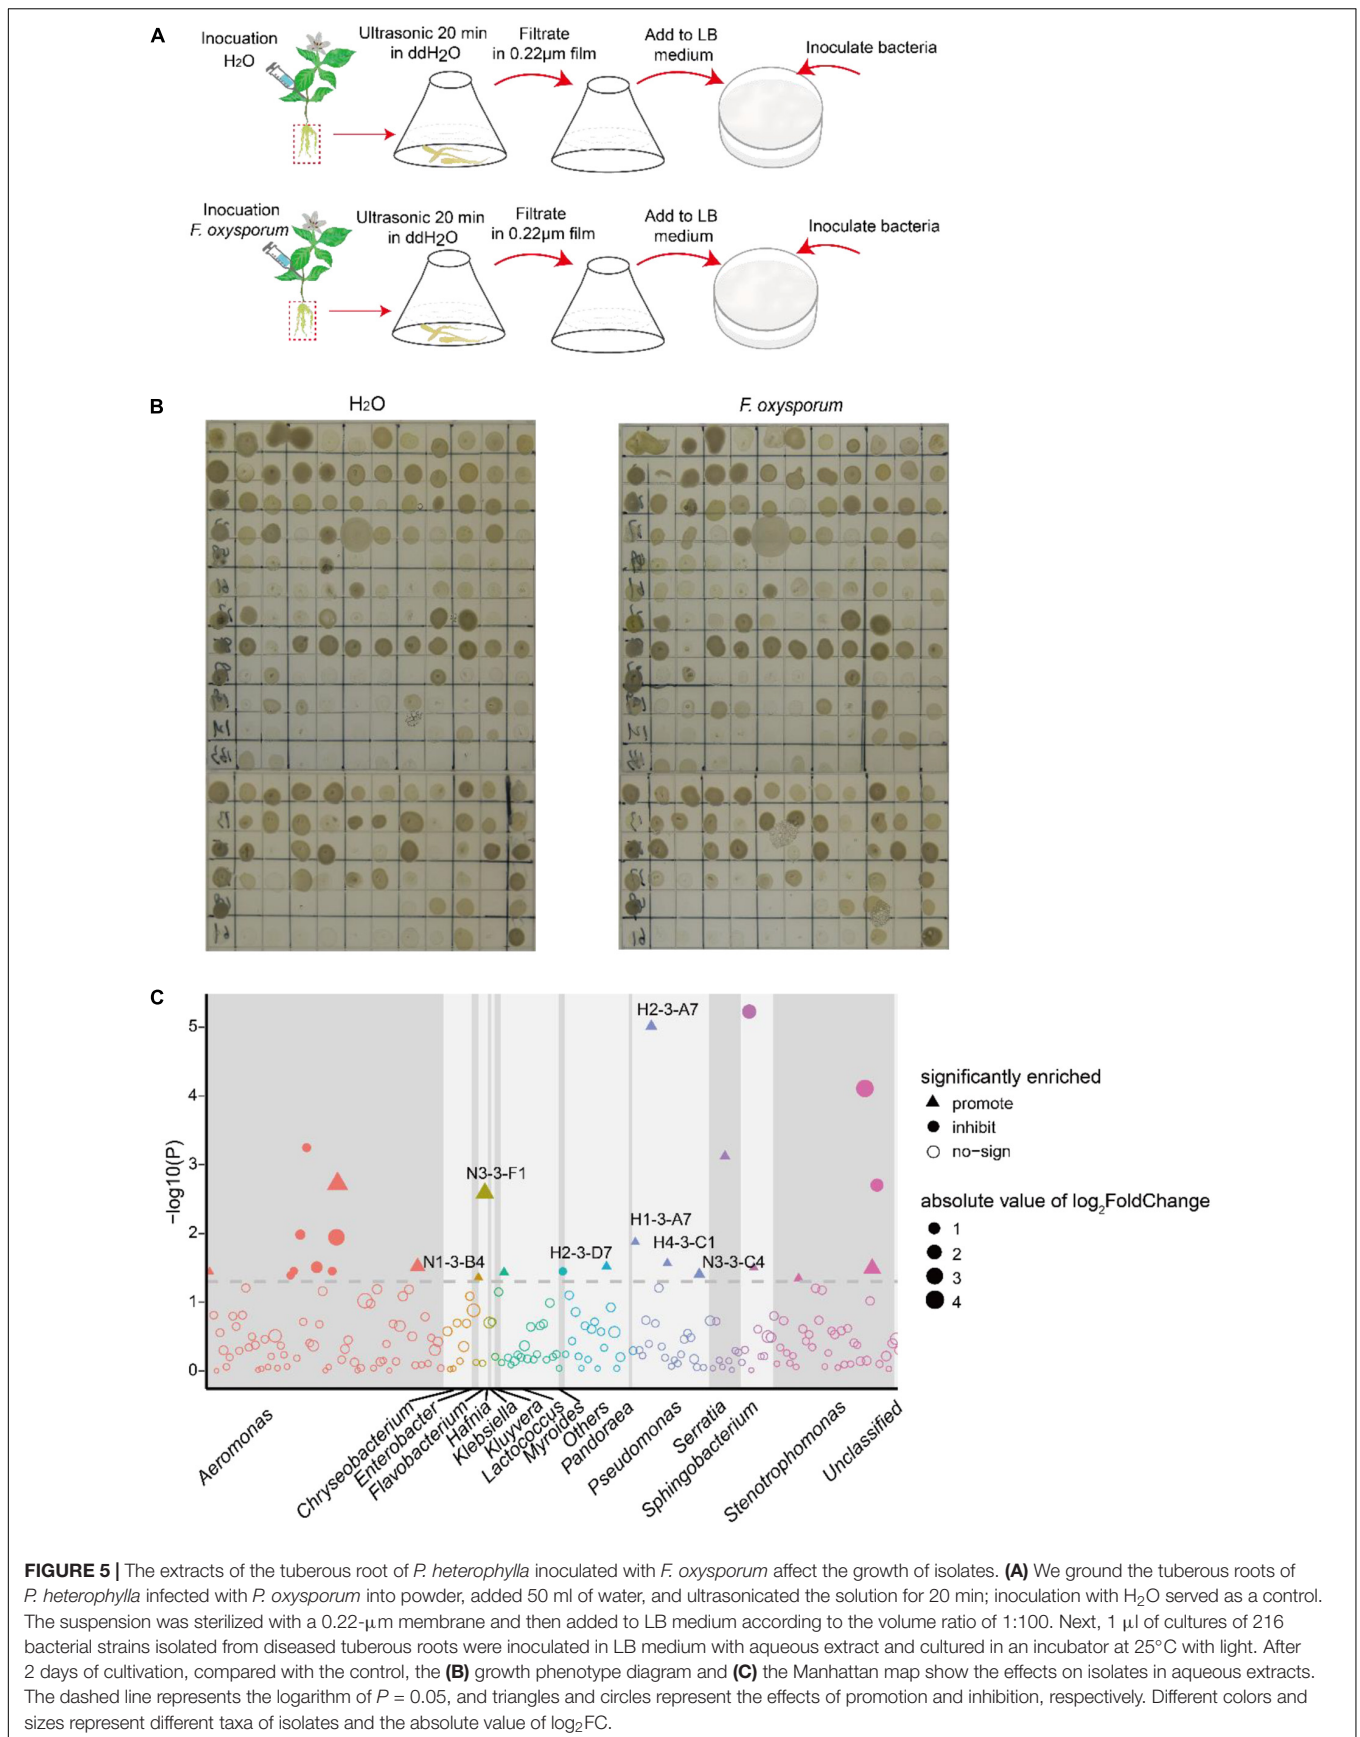 A
Inocuation
H2O
Ultrasonic 20 min
in ddH2O
Filtrate
in 0.22μm film
Add to LB
medium
Inoculate bacteria
Inocuation
F. oxysporum
Ultrasonic 20 min
in ddH2O
Filtrate
in 0.22μm film
Add to LB
medium
Inoculate bacteria
B
H2O
F. oxysporum
C
−log10(P)
5
4
3
2
1
0
H2-3-A7
N3-3-F1
H1-3-A7
H4-3-C1
H2-3-D7
N1-3-B4
N3-3-C4
significantly enriched
promote
inhibit
no−sign
absolute value of log2FoldChange
1
2
3
4
Aeromonas
Chryseobacterium
Enterobacter
Flavobacterium
Hafnia
Klebsiella
Kluyvera
Lactococcus
Myroides
Others
Pandoraea
Pseudomonas
Serratia
Sphingobacterium
Stenotrophomonas
Unclassified
FIGURE 5 | The extracts of the tuberous root of P. heterophylla inoculated with F. oxysporum affect the growth of isolates. (A) We ground the tuberous roots of
P. heterophylla infected with P. oxysporum into powder, added 50 ml of water, and ultrasonicated the solution for 20 min; inoculation with H2O served as a control.
The suspension was sterilized with a 0.22-μm membrane and then added to LB medium according to the volume ratio of 1:100. Next, 1 μl of cultures of 216
bacterial strains isolated from diseased tuberous roots were inoculated in LB medium with aqueous extract and cultured in an incubator at 25°C with light. After
2 days of cultivation, compared with the control, the (B) growth phenotype diagram and (C) the Manhattan map show the effects on isolates in aqueous extracts.
The dashed line represents the logarithm of P = 0.05, and triangles and circles represent the effects of promotion and inhibition, respectively. Different colors and
sizes represent different taxa of isolates and the absolute value of log2FC.